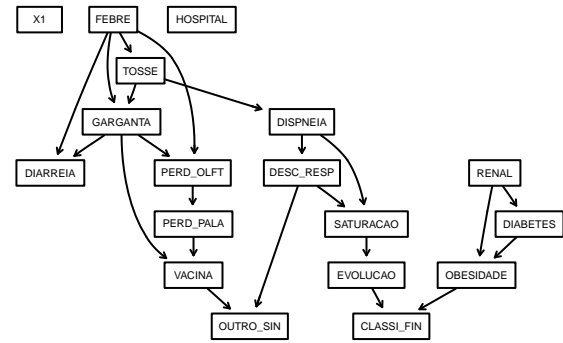 X1
FEBRE
HOSPITAL
TOSSE
GARGANTA
DISPNEIA
DIARREIA
PERD_OLFT
DESC_RESP
RENAL
PERD_PALA
SATURACAO
DIABETES
VACINA
EVOLUCAO
OBESIDADE
OUTRO_SIN
CLASSI_FIN